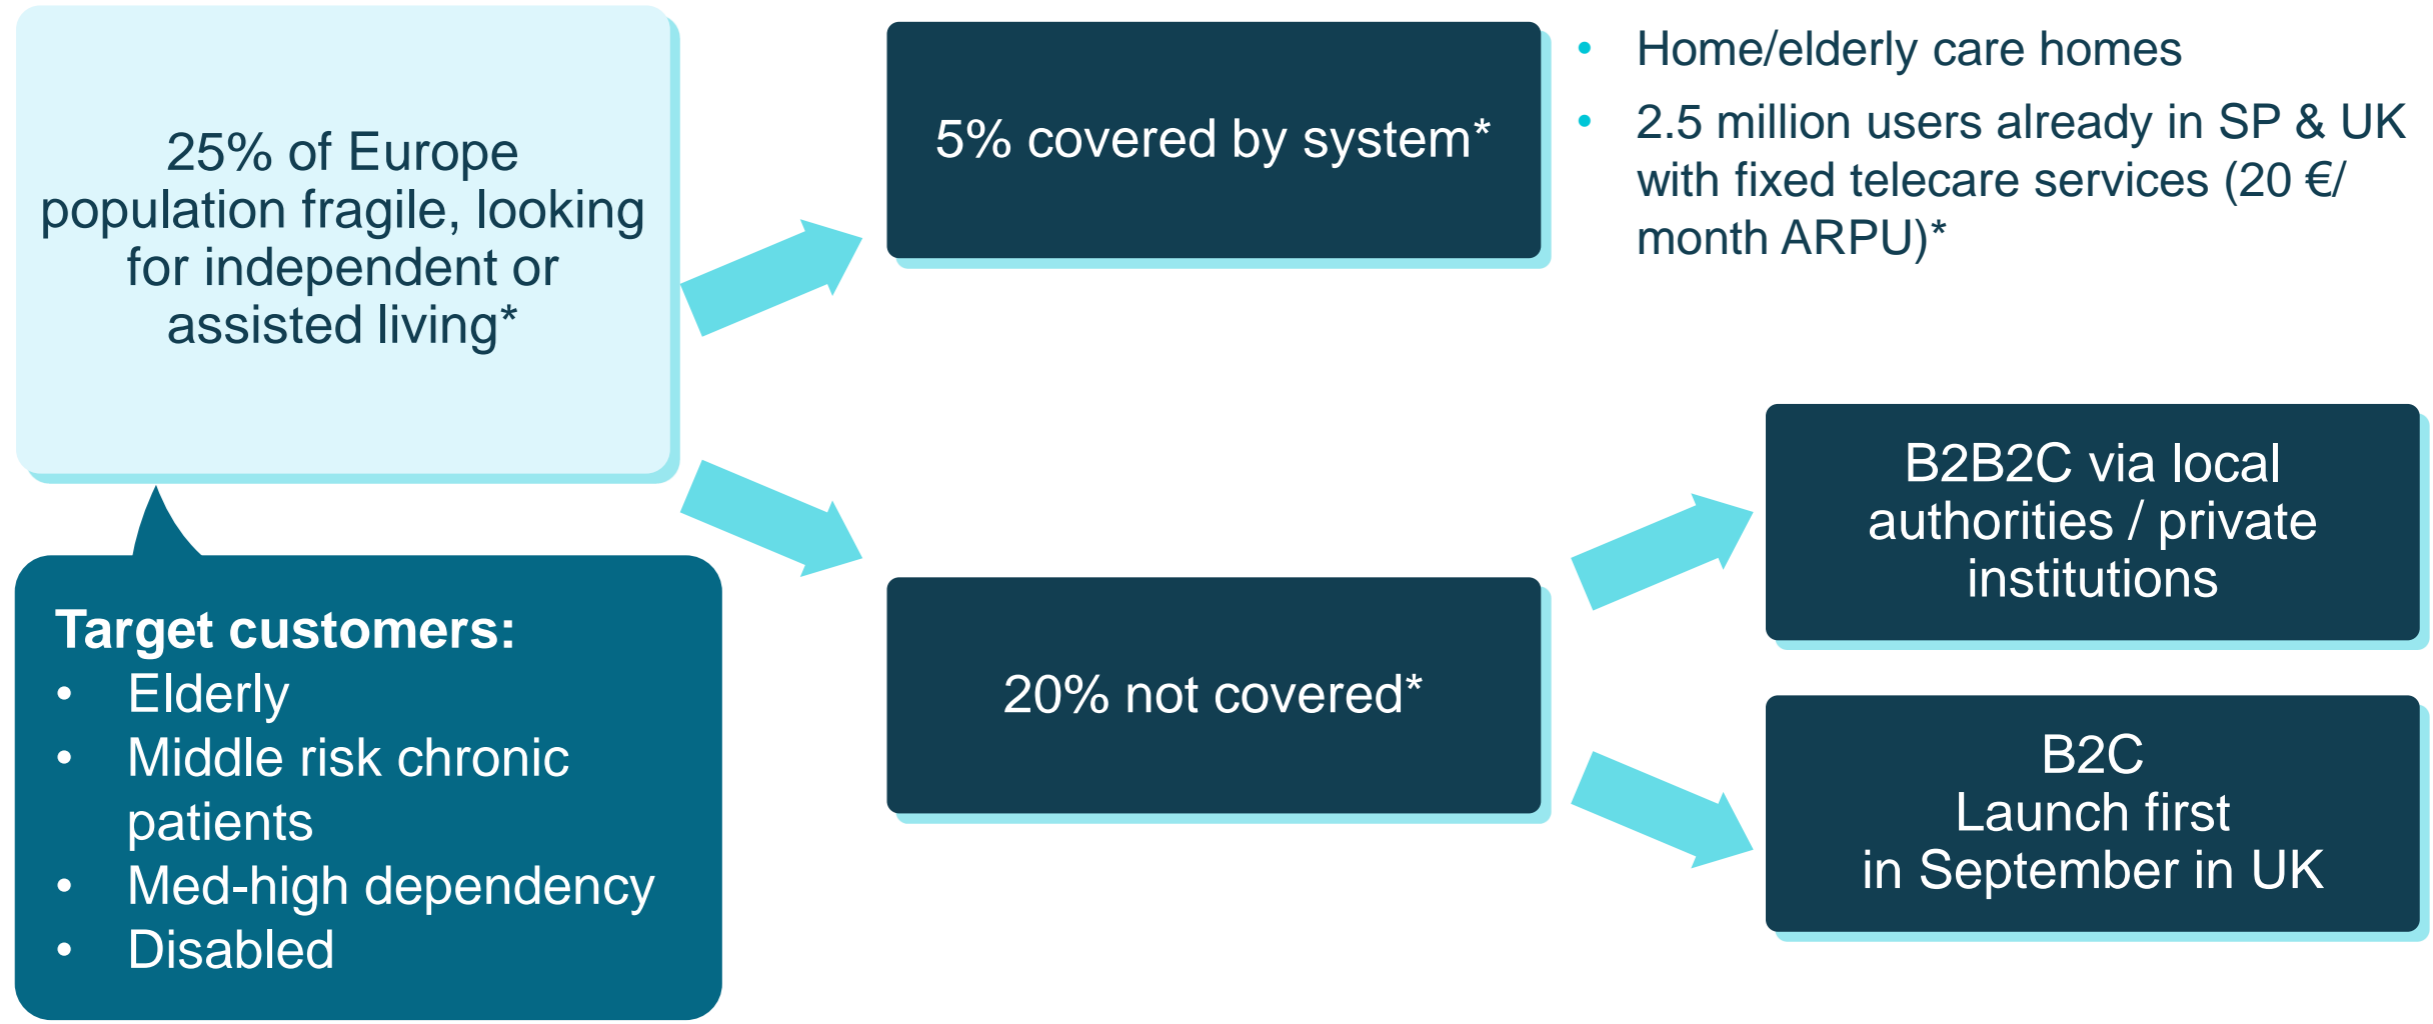 25% of Europe
population fragile, looking
for independent or
assisted living*
Target customers:
• Elderly
• Middle risk chronic
patients
• Med-high dependency
• Disabled
5% covered by system*
• Home/elderly care homes
• 2.5 million users already in SP & UK
with fixed telecare services (20 €/
month ARPU)*
20% not covered*
B2B2C via local
authorities / private
institutions
B2C
Launch first
in September in UK